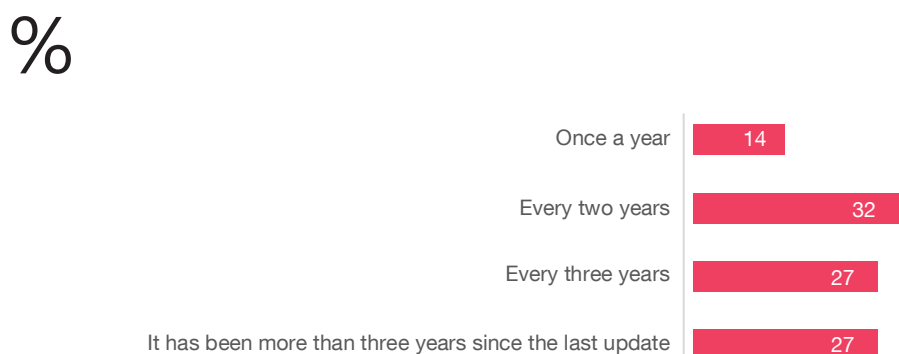 %
Once a year 14
Every two years 32
Every three years 27
It has been more than three years since the last update 27